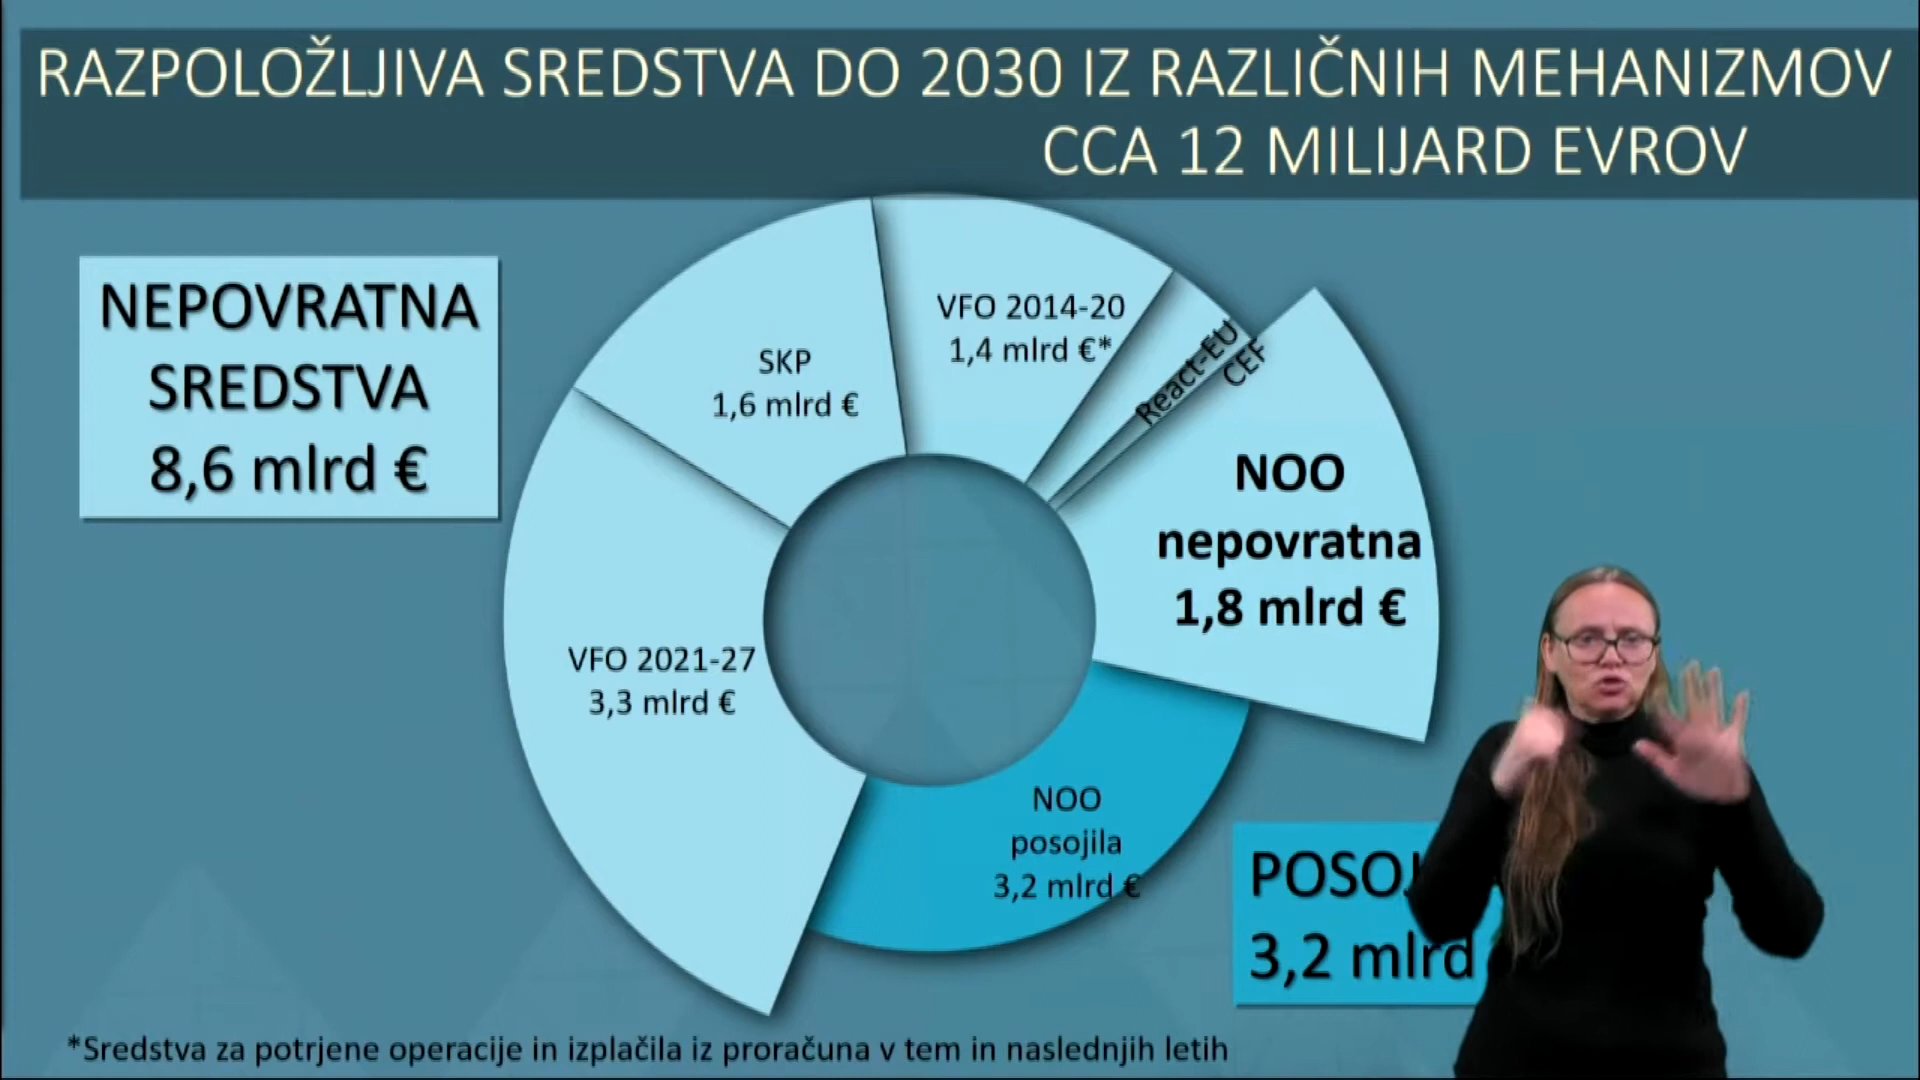 RAZPOLOŽLJIVA SREDSTVA DO 2030 IZ RAZLIČNIH MEHANIZMOV
CCA 12 MILIJARD EVROV
NEPOVRATNA
SREDSTVA
8,6 mlrd €
SKP
1,6 mlrd €
VFO 2014-20
1,4 mlrd €*
React-EU
CEF
NOO
nepovratna
1,8 mlrd €
VFO 2021-27
3,3 mlrd €
NOO
posojila
3,2 mlrd €
3,2 mlrd
*Sredstva za potrjene operacije in izplačila iz proračuna v tem in naslednjih letih